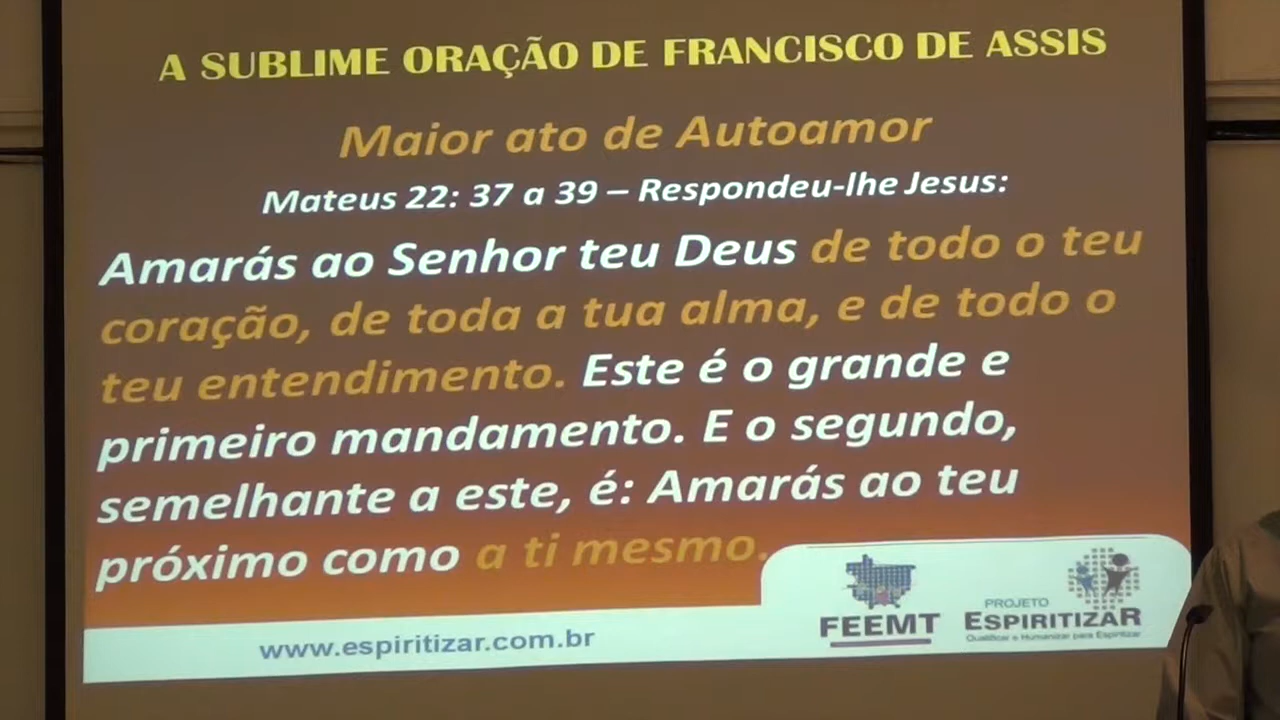 A SUBLIME ORAÇÃO DE FRANCISCO DE ASSIS
Maior ato de Autoamor
Mateus 22: 37 a 39 – Respondeu-lhe Jesus:
Amarás ao Senhor teu Deus de todo o teu
coração, de toda a tua alma, e de todo o
teu entendimento. Este é o grande e
primeiro mandamento. E o segundo,
semelhante a este, é: Amarás ao teu
próximo como a ti mesmo.
www.espiritizar.com.br
FEEMT
PROJETO
ESPIRITIZAR
Qualificar e Humanizar para Espiritizar